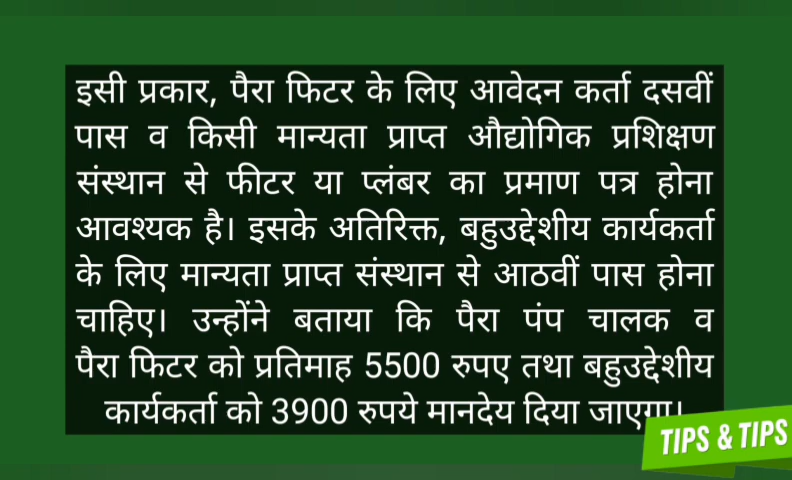 इसी प्रकार, पैरा फिटर के लिए आवेदन कर्ता दसवीं
पास व किसी मान्यता प्राप्त औद्योगिक प्रशिक्षण
संस्थान से फीटर या प्लंबर का प्रमाण पत्र होना
आवश्यक है। इसके अतिरिक्त, बहुउद्देशीय कार्यकर्ता
के लिए मान्यता प्राप्त संस्थान से आठवीं पास होना
चाहिए। उन्होंने बताया कि पैरा पंप चालक व
पैरा फिटर को प्रतिमाह 5500 रुपए तथा बहुउद्देशीय
कार्यकर्ता को 3900 रुपये मानदेय दिया जाएगा।
TIPS & TIPS